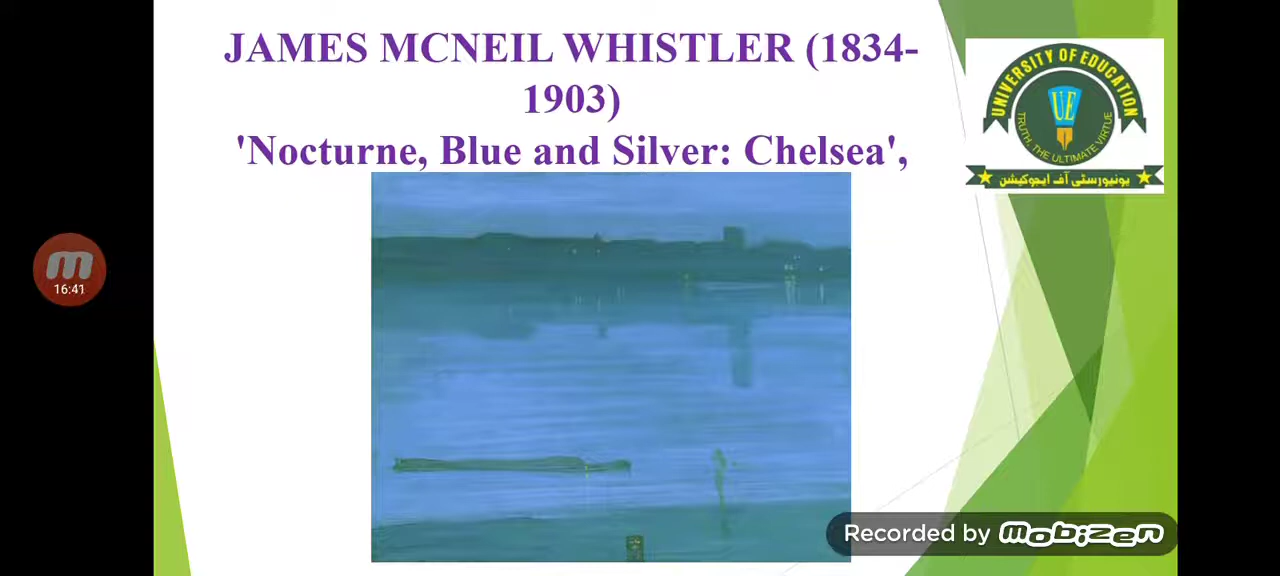 JAMES MCNEIL WHISTLER (1834-
1903)
'Nocturne, Blue and Silver: Chelsea',
UNIVERSITY OF EDUCATION
UE
TRUTH, THE ULTIMATE VIRTUE
یونیورسٹی آف ایجوکیشن
m
16:41
Recorded by mobizen